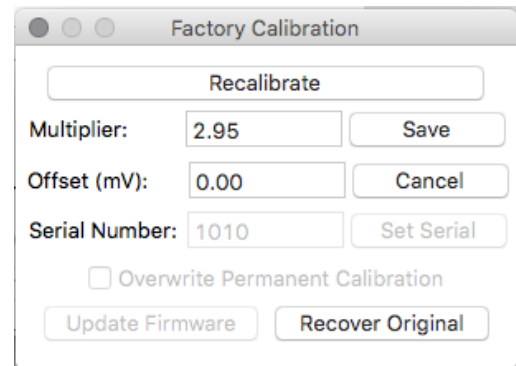 Factory Calibration
Recalibrate
Multiplier: 2.95 Save
Offset (mV): 0.00 Cancel
Serial Number: 1010 Set Serial
Overwrite Permanent Calibration
Update Firmware Recover Original